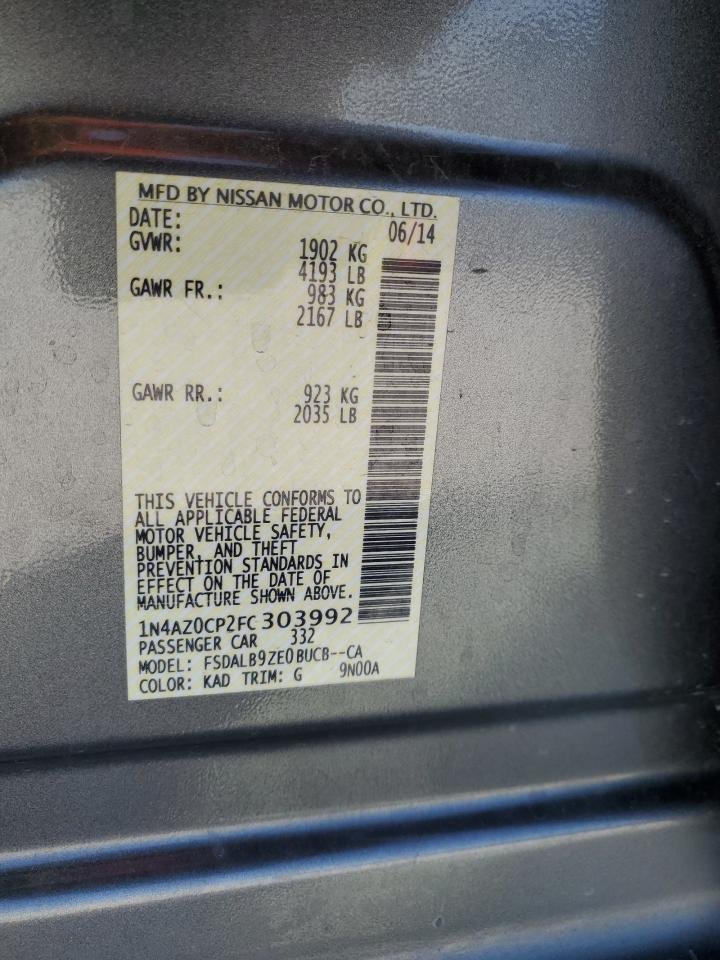 MFD BY NISSAN MOTOR CO., LTD.
DATE: 06/14
GVWR: 1902 KG
4193 LB
GAWR FR.: 983 KG
2167 LB
GAWR RR.: 923 KG
2035 LB
THIS VEHICLE CONFORMS TO
ALL APPLICABLE FEDERAL
MOTOR VEHICLE SAFETY,
BUMPER, AND THEFT
PREVENTION STANDARDS IN
EFFECT ON THE DATE OF
MANUFACTURE SHOWN ABOVE.
1N4AZ0CP2FC 303992
PASSENGER CAR 332
MODEL: FSDALB9ZE0BUCB--CA
COLOR: KAD TRIM: G 9N00A